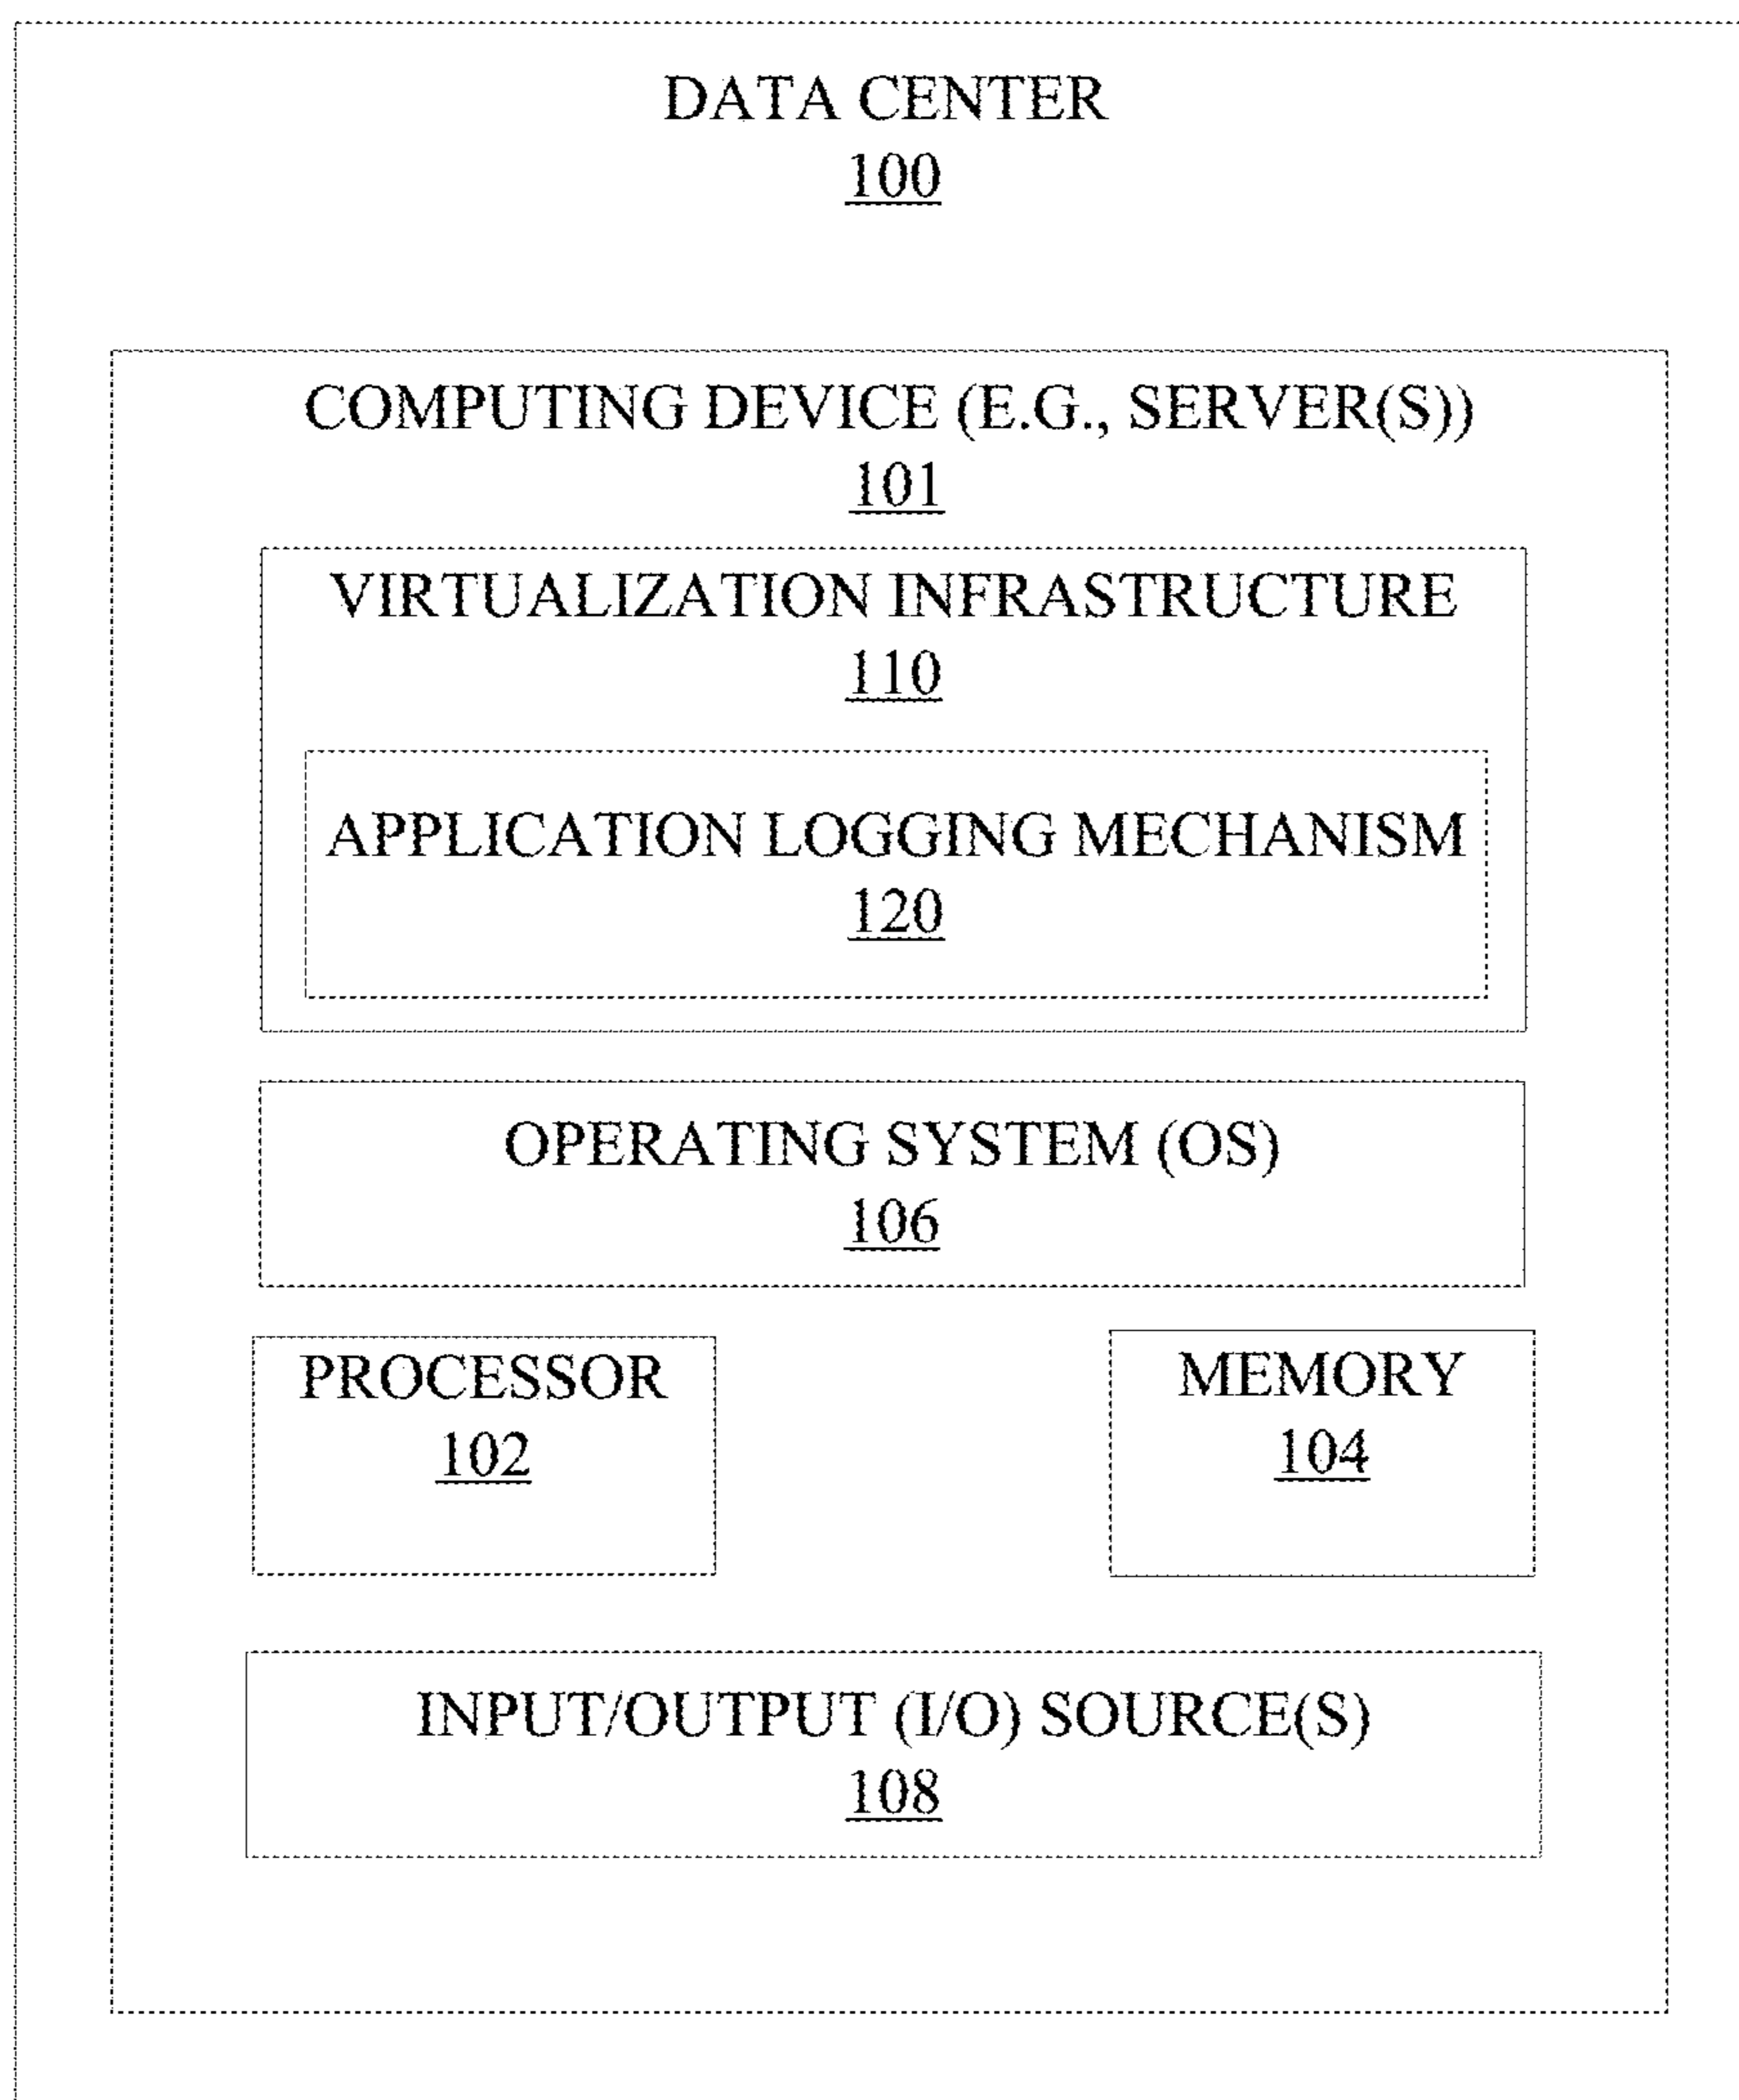 DATA CENTER
100
COMPUTING DEVICE (E.G., SERVER(S))
101
VIRTUALIZATION INFRASTRUCTURE
110
APPLICATION LOGGING MECHANISM
120
OPERATING SYSTEM (OS)
106
PROCESSOR
102
MEMORY
104
INPUT/OUTPUT (I/O) SOURCE(S)
108